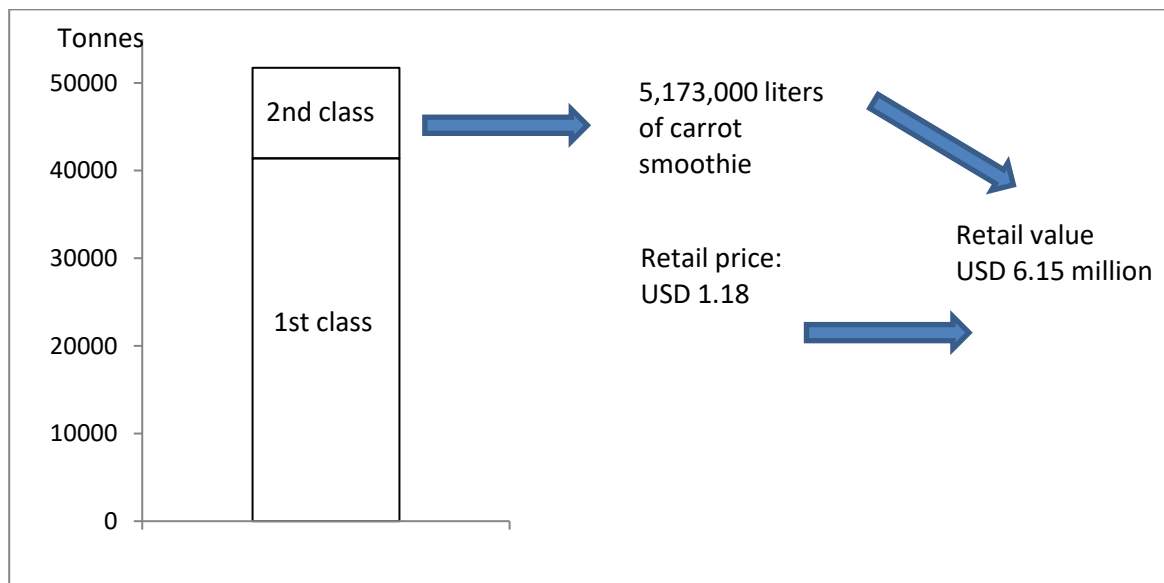 Tonnes
50000
40000
30000
20000
10000
0
2nd class
1st class
5,173,000 liters
of carrot
smoothie
Retail price:
USD 1.18
Retail value
USD 6.15 million